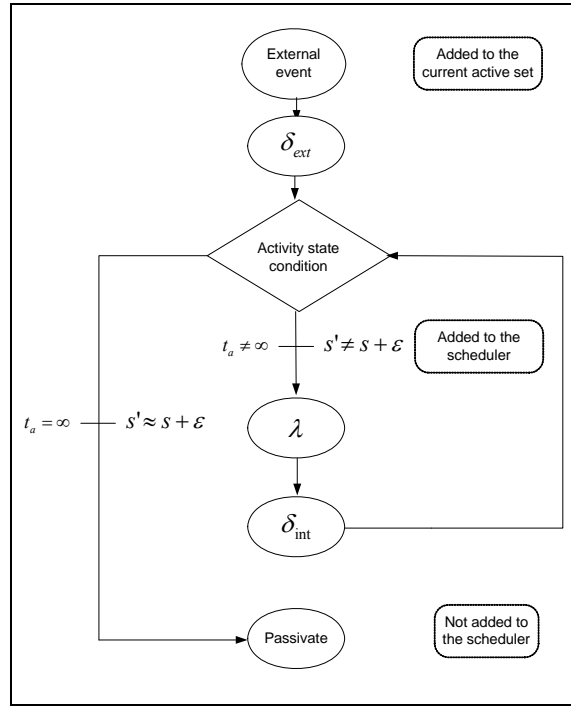 External
event
Added to the
current active set
δext
Activity state
condition
ta ≠ ∞
s' ≠ s + ε
Added to the
scheduler
ta = ∞
s' ≈ s + ε
λ
δint
Passivate
Not added to
the scheduler